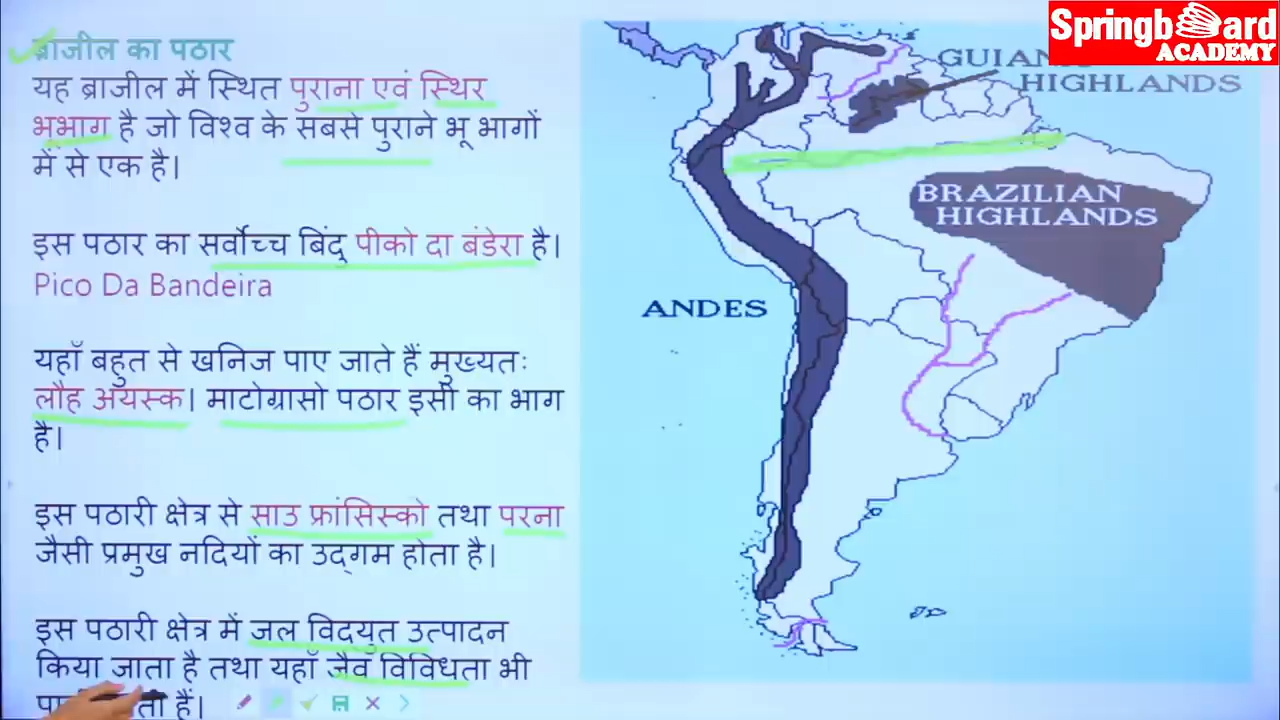 ब्राजील का पठार
यह ब्राजील में स्थित पुराना एवं स्थिर
भूभाग है जो विश्व के सबसे पुराने भू भागों
में से एक है।
इस पठार का सर्वोच्च बिंदु पीको दा बंडेरा है।
Pico Da Bandeira
यहाँ बहुत से खनिज पाए जाते हैं मुख्यतः
लौह अयस्क। माटोग्रासो पठार इसी का भाग
है।
इस पठारी क्षेत्र से साउ फ्रांसिस्को तथा परना
जैसी प्रमुख नदियों का उद्गम होता है।
इस पठारी क्षेत्र में जल विदयुत उत्पादन
किया जाता है तथा यहाँ जैव विविधता भी
हैं।
Springboard
ACADEMY
HIGHLANDS
BRAZILIAN
HIGHLANDS
ANDES